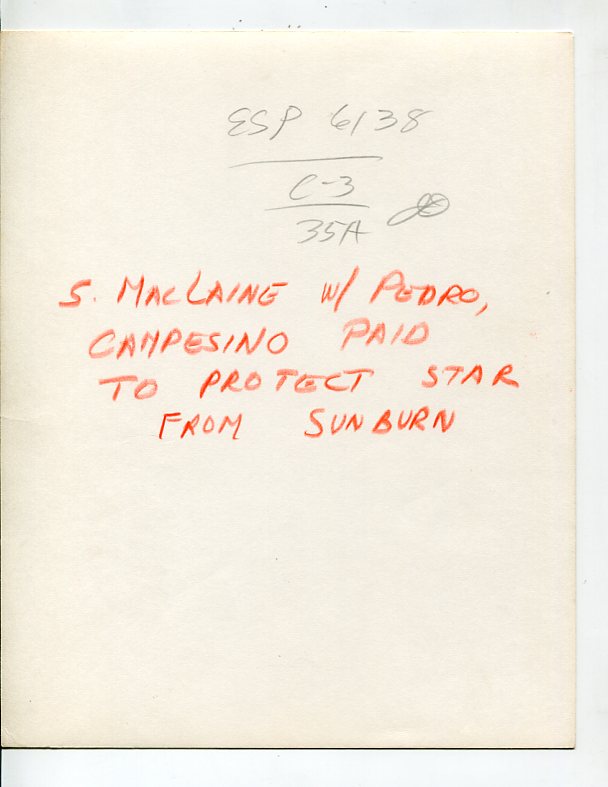 ESP 6138
C-3
35A
S. MACLAINE W/ PEDRO,
CAMPESINO PAID
TO PROTECT STAR
FROM SUNBURN